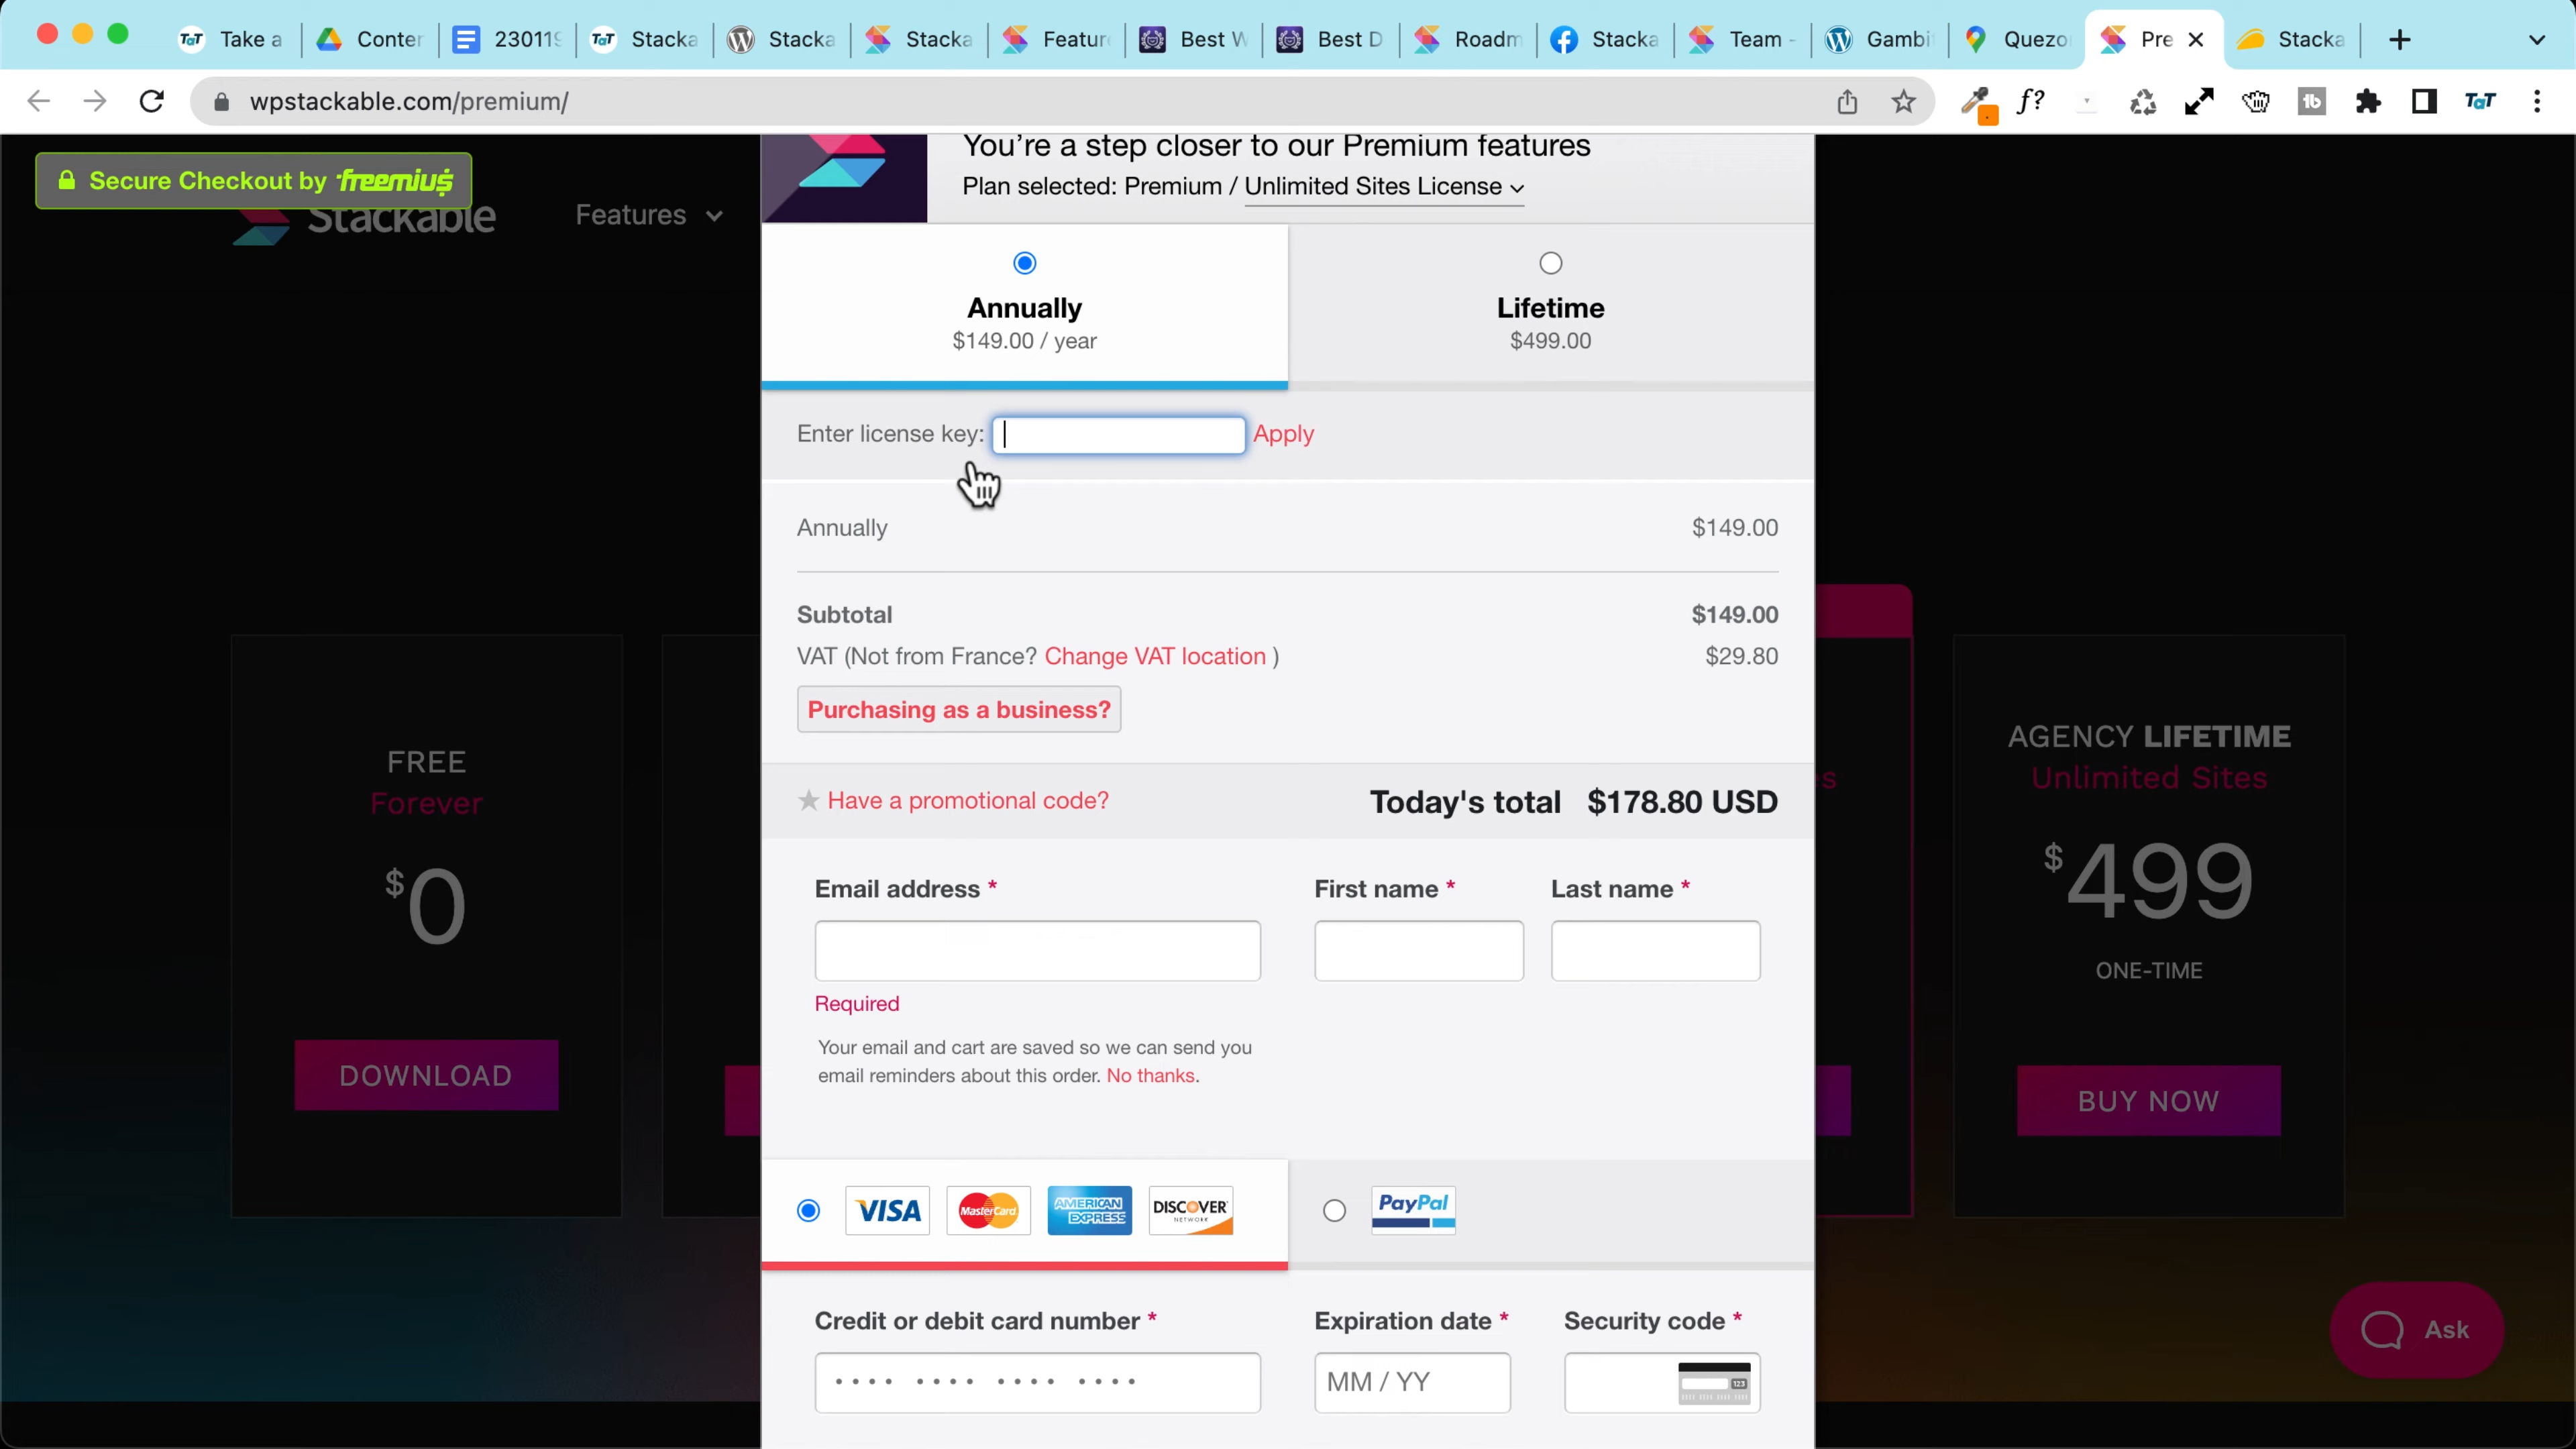 Take a
Conter
230119
Stacka
Stacka
Stacka
Featur
Best W
Best D
Roadm
Stacka
Team -
Gambi
Quezo
Pre
Stacka
wpstackable.com/premium/
Secure Checkout by freemius
Stackable
Features
You're a step closer to our Premium features
Plan selected: Premium / Unlimited Sites License
Annually
$149.00 / year
Lifetime
$499.00
Enter license key:
Apply
Annually $149.00
Subtotal $149.00
VAT (Not from France? Change VAT location ) $29.80
Purchasing as a business?
Have a promotional code? Today's total $178.80 USD
Email address * First name * Last name *
Required
Your email and cart are saved so we can send you
email reminders about this order. No thanks.
VISA MasterCard AMERICAN EXPRESS DISCOVER NETWORK PayPal
Credit or debit card number * Expiration date * Security code *
MM / YY
123
FREE
Forever
$0
DOWNLOAD
s
AGENCY LIFETIME
Unlimited Sites
$499
ONE-TIME
BUY NOW
Ask